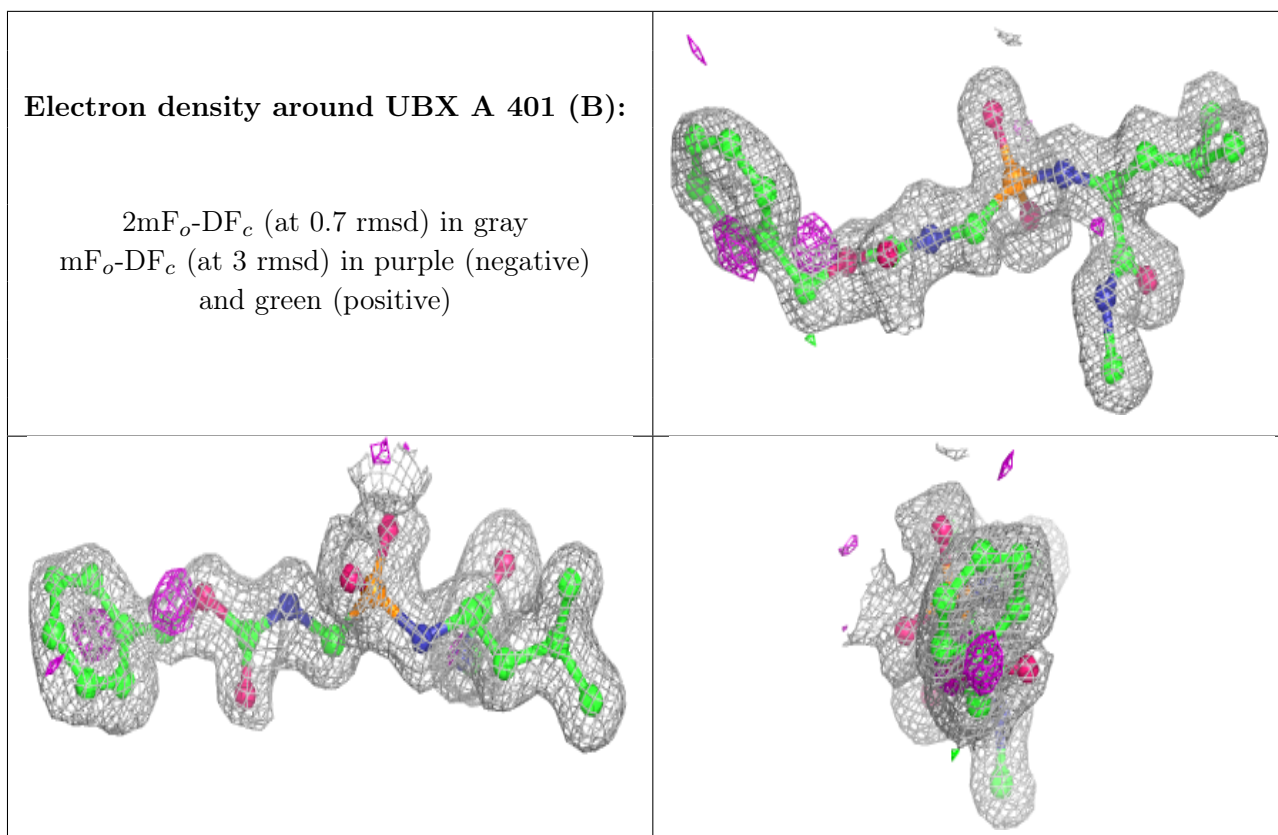 Electron density around UBX A 401 (B):
2mFo-DFc (at 0.7 rmsd) in gray
mFo-DFc (at 3 rmsd) in purple (negative)
and green (positive)